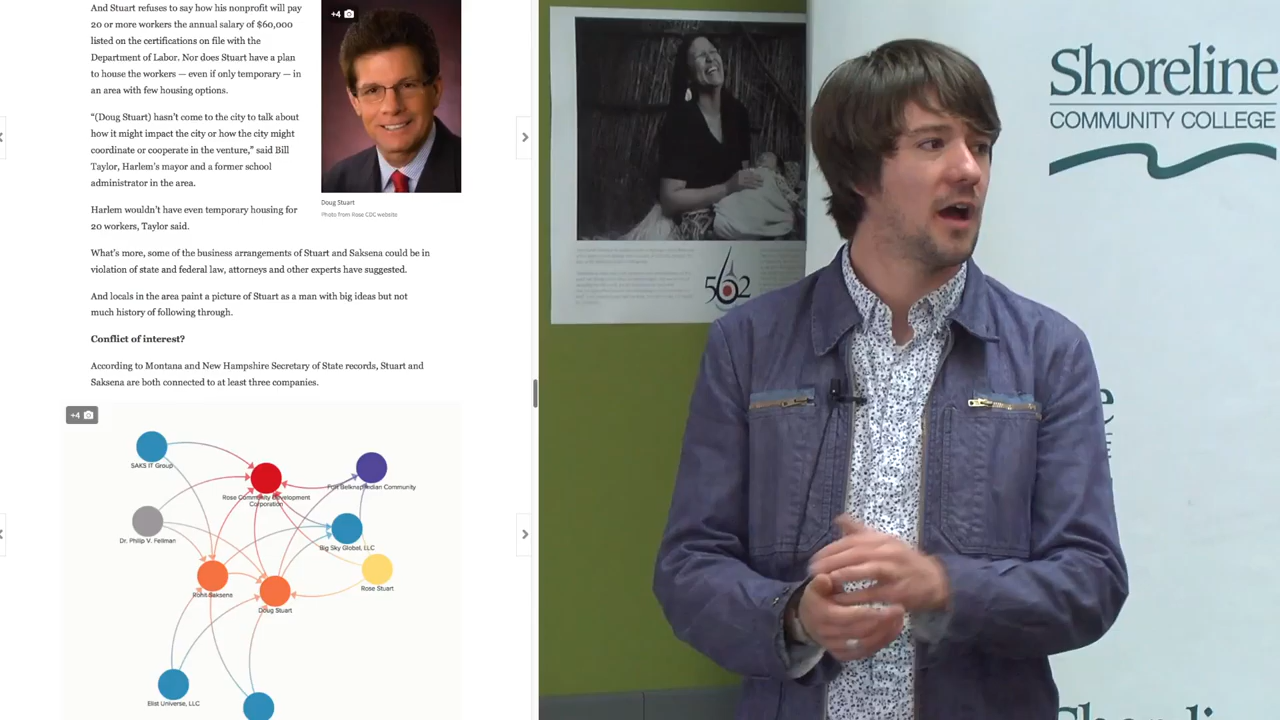 And Stuart refuses to say how his nonprofit will pay
20 or more workers the annual salary of $60,000
listed on the certifications on file with the
Department of Labor. Nor does Stuart have a plan
to house the workers — even if only temporary — in
an area with few housing options.
“(Doug Stuart) hasn’t come to the city to talk about
how it might impact the city or how the city might
coordinate or cooperate in the venture,” said Bill
Taylor, Harlem’s mayor and a former school
administrator in the area.
Harlem wouldn’t have even temporary housing for
20 workers, Taylor said.
+4
Doug Stuart
Photo from Rose CDC website
What’s more, some of the business arrangements of Stuart and Saksena could be in
violation of state and federal law, attorneys and other experts have suggested.
And locals in the area paint a picture of Stuart as a man with big ideas but not
much history of following through.
Conflict of interest?
According to Montana and New Hampshire Secretary of State records, Stuart and
Saksena are both connected to at least three companies.
+4
SAKS IT Group
Rose Community Development
Corporation
Fort Belknap Indian Community
Dr. Philip V. Fellman
Big Sky Global, LLC
Rohit Saksena
Doug Stuart
Rose Stuart
Elist Universe, LLC
562
Shoreline
COMMUNITY COLLEGE
Shoreline